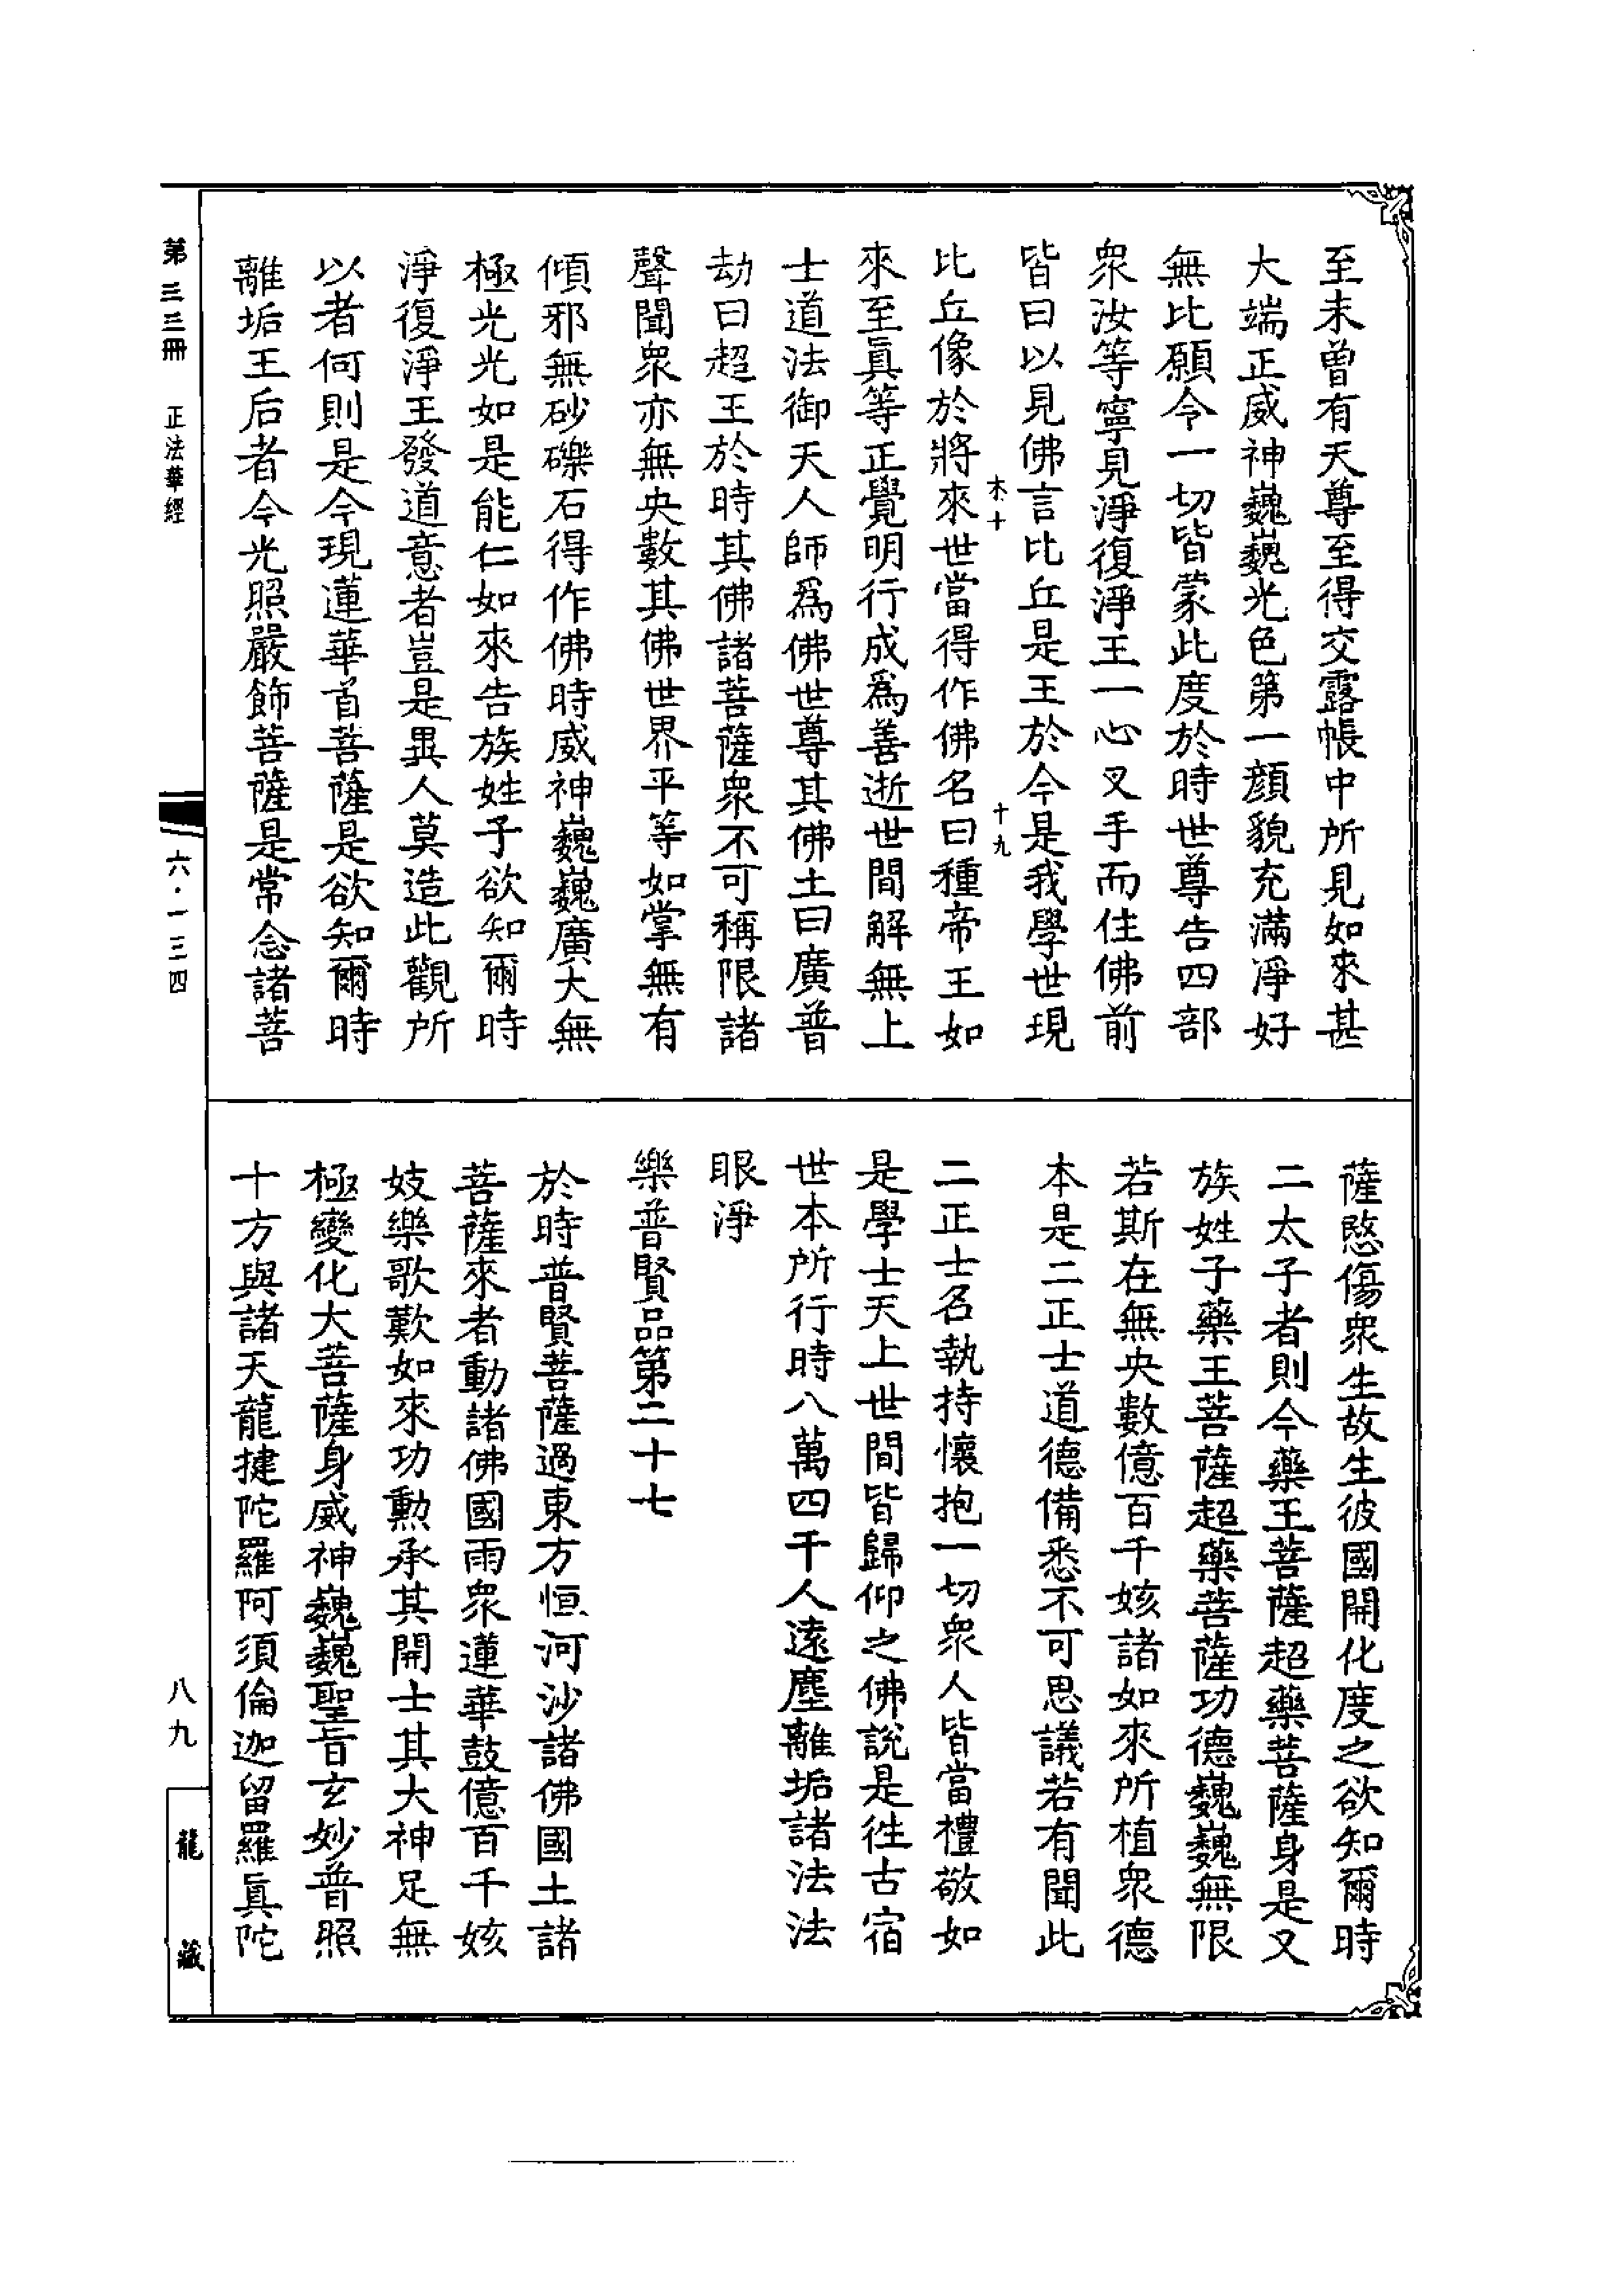 至未曾有天尊至得交露帳中所見如來甚
大端正威神巍巍光色第一顏貌充滿淨好
無比願令一切皆蒙此度於時世尊告四部
眾汝等寧見淨復淨王一心叉手而住佛前
皆曰以見佛言比丘是王於今是我學世現
木十
十九
比丘像於將來世當得作佛名曰種帝王如
來至眞等正覺明行成爲善逝世間解無上
士道法御天人師爲佛世尊其佛土曰廣普
劫曰超王於時其佛諸菩薩眾不可稱限諸
聲聞眾亦無央數其佛世界平等如掌無有
傾邪無砂礫石得作佛時威神巍巍廣大無
極光光如是能仁如來告族姓子欲知爾時
淨復淨王發道意者豈是異人莫造此觀所
以者何則是今現蓮華首菩薩是欲知爾時
離垢王后者今光照嚴飾菩薩是常念諸菩
薩愍傷眾生故生彼國開化度之欲知爾時
二太子者則今藥王菩薩超藥菩薩身是又
族姓子藥王菩薩超藥菩薩功德巍巍無限
若斯在無央數億百千姟諸如來所植眾德
本是二正士道德備悉不可思議若有聞此
二正士名執持懷抱一切眾人皆當禮敬如
是學士天上世間皆歸仰之佛說是徃古宿
世本所行時八萬四千人遠塵離垢諸法法
眼淨
樂普賢品第二十七
於時普賢菩薩過東方恒河沙諸佛國土諸
菩薩來者動諸佛國雨眾蓮華鼓億百千姟
妓樂歌歎如來功勲承其開士其大神足無
極變化大菩薩身威神巍巍聖旨玄妙普照
十方與諸天龍揵陀羅阿須倫迦留羅眞陀
第三三冊 正法華經
六·一三四
八九
龍藏